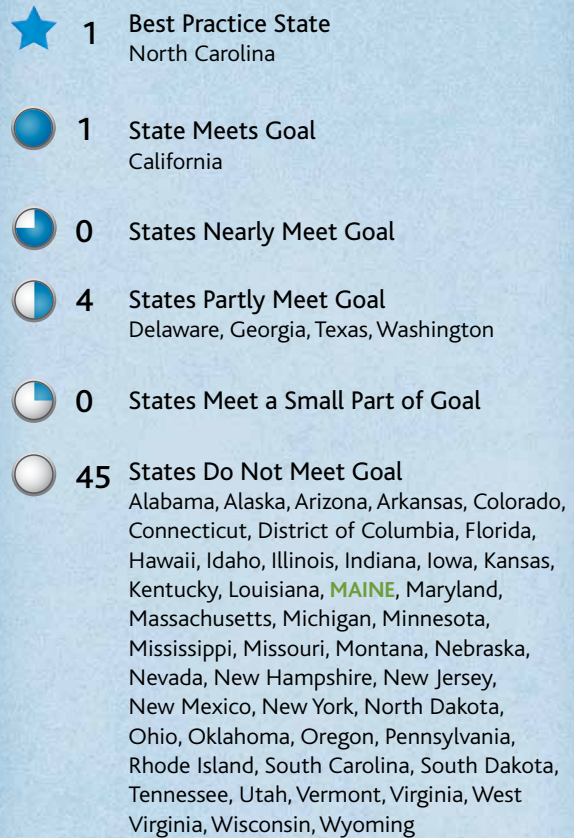 1 Best Practice State
North Carolina
1 State Meets Goal
California
0 States Nearly Meet Goal
4 States Partly Meet Goal
Delaware, Georgia, Texas, Washington
0 States Meet a Small Part of Goal
45 States Do Not Meet Goal
Alabama, Alaska, Arizona, Arkansas, Colorado,
Connecticut, District of Columbia, Florida,
Hawaii, Idaho, Illinois, Indiana, Iowa, Kansas,
Kentucky, Louisiana, MAINE, Maryland,
Massachusetts, Michigan, Minnesota,
Mississippi, Missouri, Montana, Nebraska,
Nevada, New Hampshire, New Jersey,
New Mexico, New York, North Dakota,
Ohio, Oklahoma, Oregon, Pennsylvania,
Rhode Island, South Carolina, South Dakota,
Tennessee, Utah, Vermont, Virginia, West
Virginia, Wisconsin, Wyoming